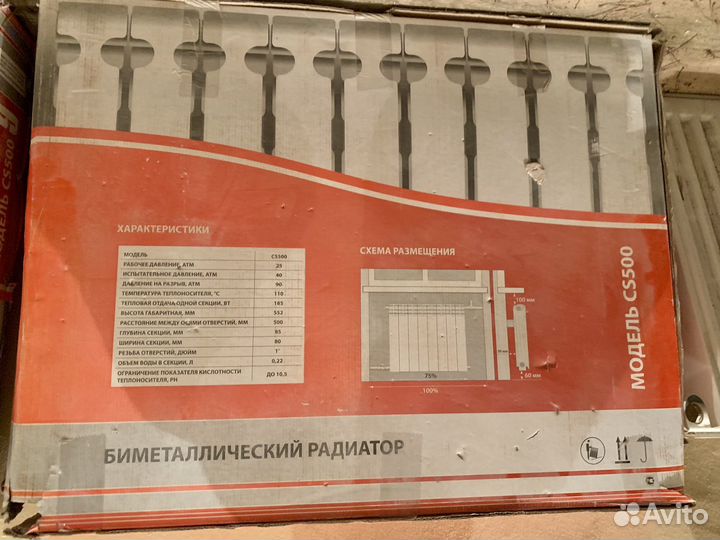 ХАРАКТЕРИСТИКИ
МОДЕЛЬ CS500
РАБОЧЕЕ ДАВЛЕНИЕ, АТМ 25
ИСПЫТАТЕЛЬНОЕ ДАВЛЕНИЕ, АТМ 40
ДАВЛЕНИЕ НА РАЗРЫВ, АТМ 90
ТЕМПЕРАТУРА ТЕПЛОНОСИТЕЛЯ, °С 110
ТЕПЛОВАЯ ОТДАЧА ОДНОЙ СЕКЦИИ, ВТ 185
ВЫСОТА ГАБАРИТНАЯ, ММ 552
РАССТОЯНИЕ МЕЖДУ ОСЯМИ ОТВЕРСТИЙ, ММ 500
ГЛУБИНА СЕКЦИИ, ММ 85
ШИРИНА СЕКЦИИ, ММ 80
РЕЗЬБА ОТВЕРСТИЙ, ДЮЙМ 1"
ОБЪЕМ ВОДЫ В СЕКЦИИ, Л 0,22
ОГРАНИЧЕНИЕ ПОКАЗАТЕЛЯ КИСЛОТНОСТИ
ТЕПЛОНОСИТЕЛЯ, PH ДО 10,5
СХЕМА РАЗМЕЩЕНИЯ
100 мм
75%
60 мм
100%
МОДЕЛЬ CS500
МОДЕЛЬ CS500
БИМЕТАЛЛИЧЕСКИЙ РАДИАТОР
Avito